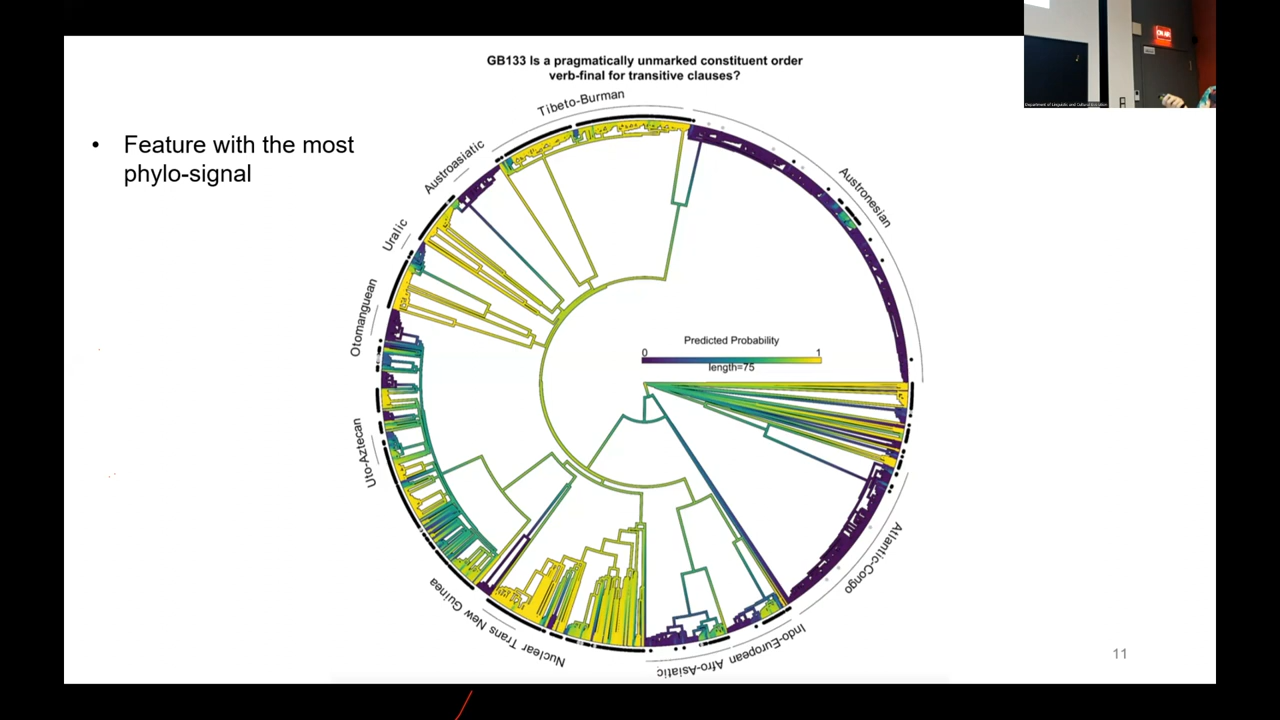 GB133 Is a pragmatically unmarked constituent order
verb-final for transitive clauses?
• Feature with the most
phylo-signal
Tibeto-Burman
Austronesian
Austroasiatic
Uralic
Otomanguean
Uto-Aztecan
Nuclear Trans New Guinea
Afro-Asiatic
Indo-European
Atlantic-Congo
Predicted Probability
0 1
length=75
11